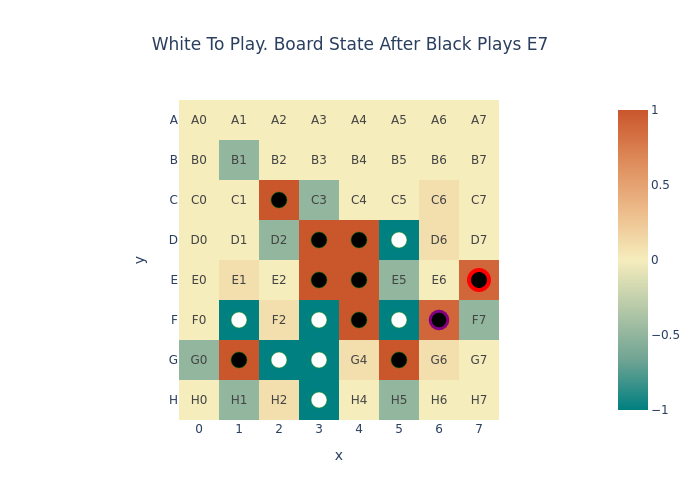 White To Play. Board State After Black Plays E7
A A0 A1 A2 A3 A4 A5 A6 A7 1
B B0 B1 B2 B3 B4 B5 B6 B7
C C0 C1 C3 C4 C5 C6 C7 0.5
D D0 D1 D2 D6 D7
y 0
E E0 E1 E2 E5 E6
F F0 F2 F7 −0.5
G G0 G4 G6 G7
H H0 H1 H2 H4 H5 H6 H7 −1
0 1 2 3 4 5 6 7
x